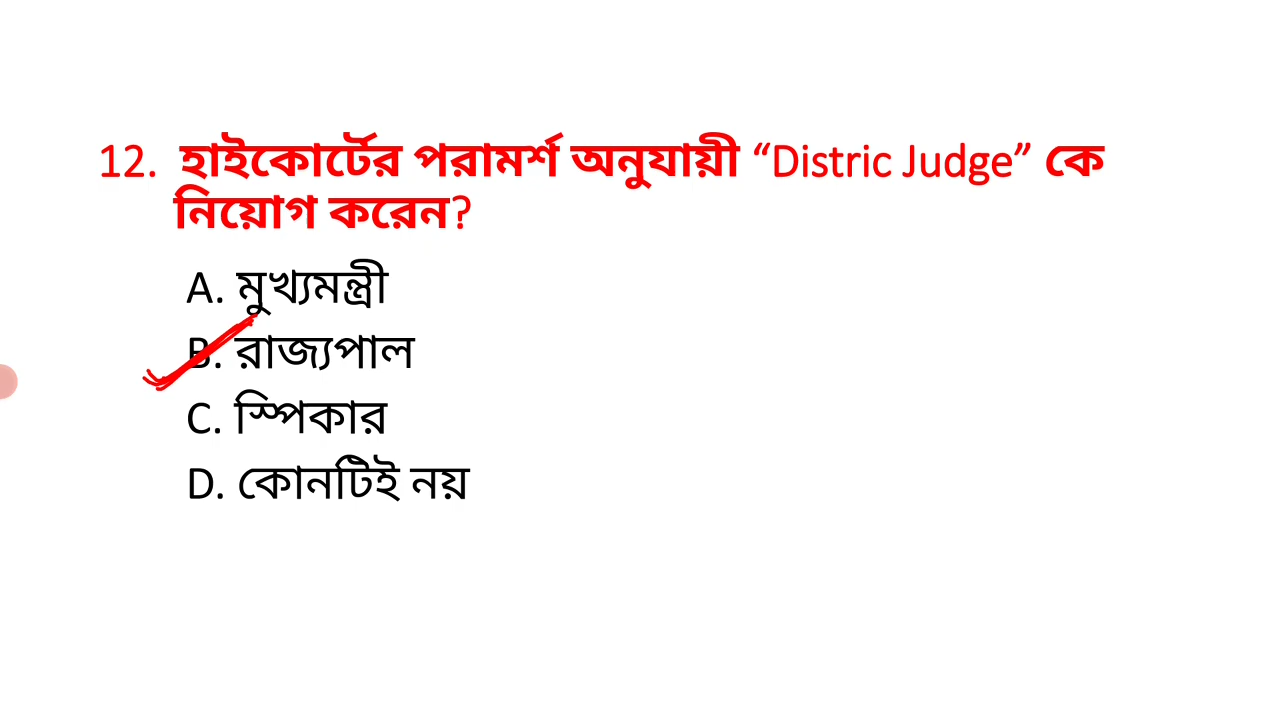 12. হাইকোর্টের পরামর্শ অনুযায়ী “Distric Judge” কে
নিয়োগ করেন?
A. মুখ্যমন্ত্রী
B. রাজ্যপাল
C. স্পিকার
D. কোনটিই নয়